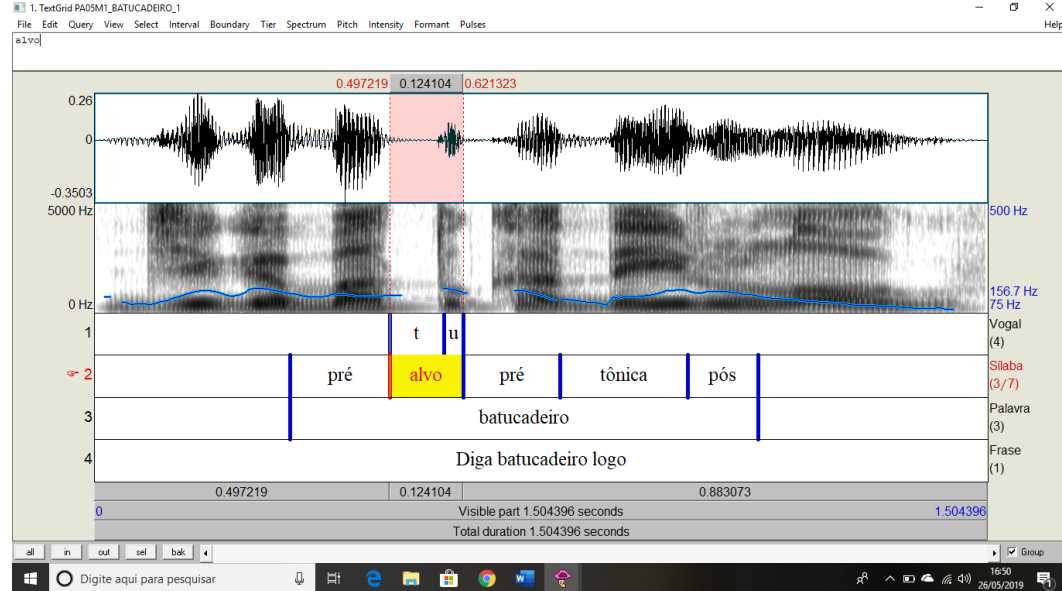 1. TextGrid PA05M1_BATUCADEIRO_1
File Edit Query View Select Interval Boundary Tier Spectrum Pitch Intensity Formant Pulses Help
alvo
0.497219 0.124104 0.621323
0.26
0
-0.3503
5000 Hz 500 Hz
156.7 Hz
0 Hz 75 Hz
1 t u Vogal
(4)
2 pré alvo pré tônica pós Sílaba
(3/7)
3 batucadeiro Palavra
(3)
4 Diga batucadeiro logo Frase
(1)
0.497219 0.124104 0.883073
0 Visible part 1.504396 seconds 1.504396
Total duration 1.504396 seconds
all in out sel bak Group
Digite aqui para pesquisar 16:50
26/05/2019
1